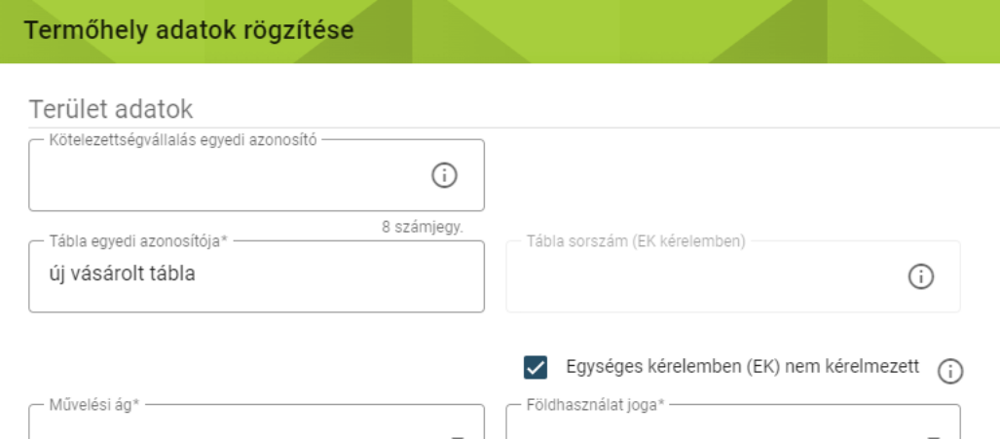 Termőhely adatok rögzítése
Terület adatok
Kötelezettségvállalás egyedi azonosító
8 számjegy.
Tábla egyedi azonosítója*
új vásárolt tábla
Tábla sorszám (EK kérelemben)
Egységes kérelemben (EK) nem kérelmezett
Művelési ág*
Földhasználat joga*